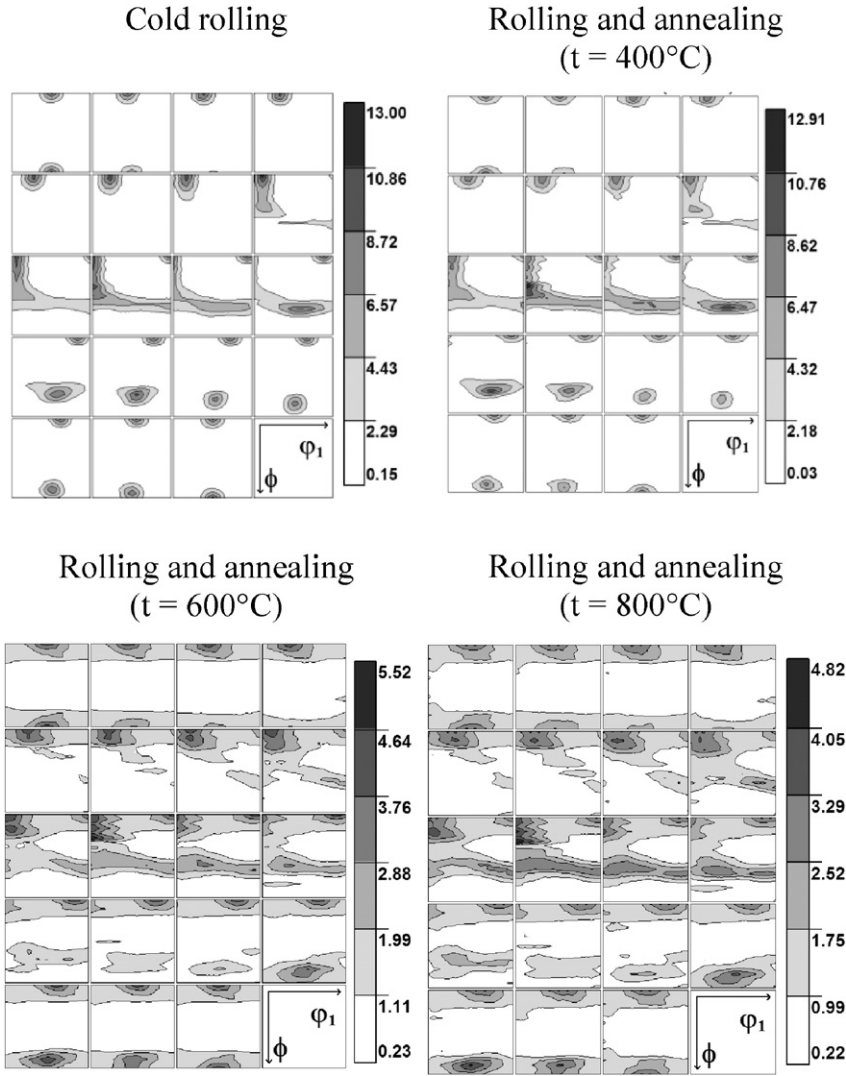 Cold rolling
13.00
10.86
8.72
6.57
4.43
2.29
0.15
φ₁
ϕ
Rolling and annealing
(t = 400°C)
12.91
10.76
8.62
6.47
4.32
2.18
0.03
φ₁
ϕ
Rolling and annealing
(t = 600°C)
5.52
4.64
3.76
2.88
1.99
1.11
0.23
φ₁
ϕ
Rolling and annealing
(t = 800°C)
4.82
4.05
3.29
2.52
1.75
0.99
0.22
φ₁
ϕ